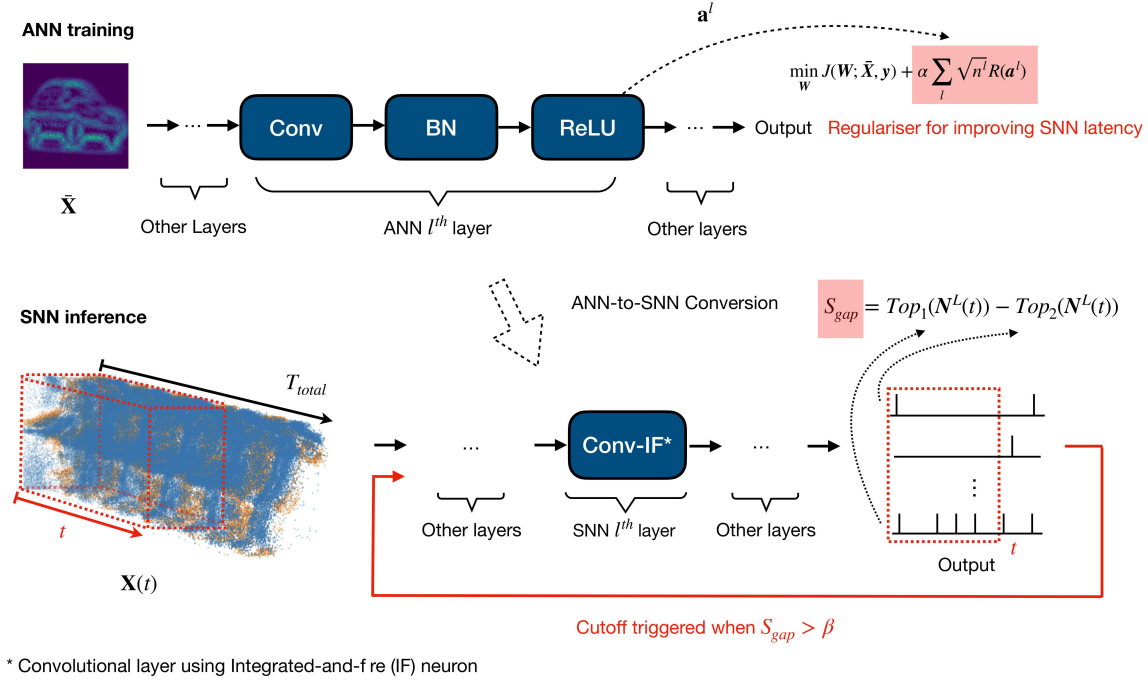 ANN training
a^l
min_W J(W; X̄, y) + α ∑_l √n^l R(a^l)
... Conv BN ReLU ... Output Regulariser for improving SNN latency
X̄
Other Layers ANN l^th layer Other layers
ANN-to-SNN Conversion
S_gap = Top_1(N^L(t)) − Top_2(N^L(t))
SNN inference
T_total
... Conv-IF* ...
⋮
Other layers SNN l^th layer Other layers
t
t
Output
X(t)
Cutoff triggered when S_gap > β
* Convolutional layer using Integrated-and-f re (IF) neuron